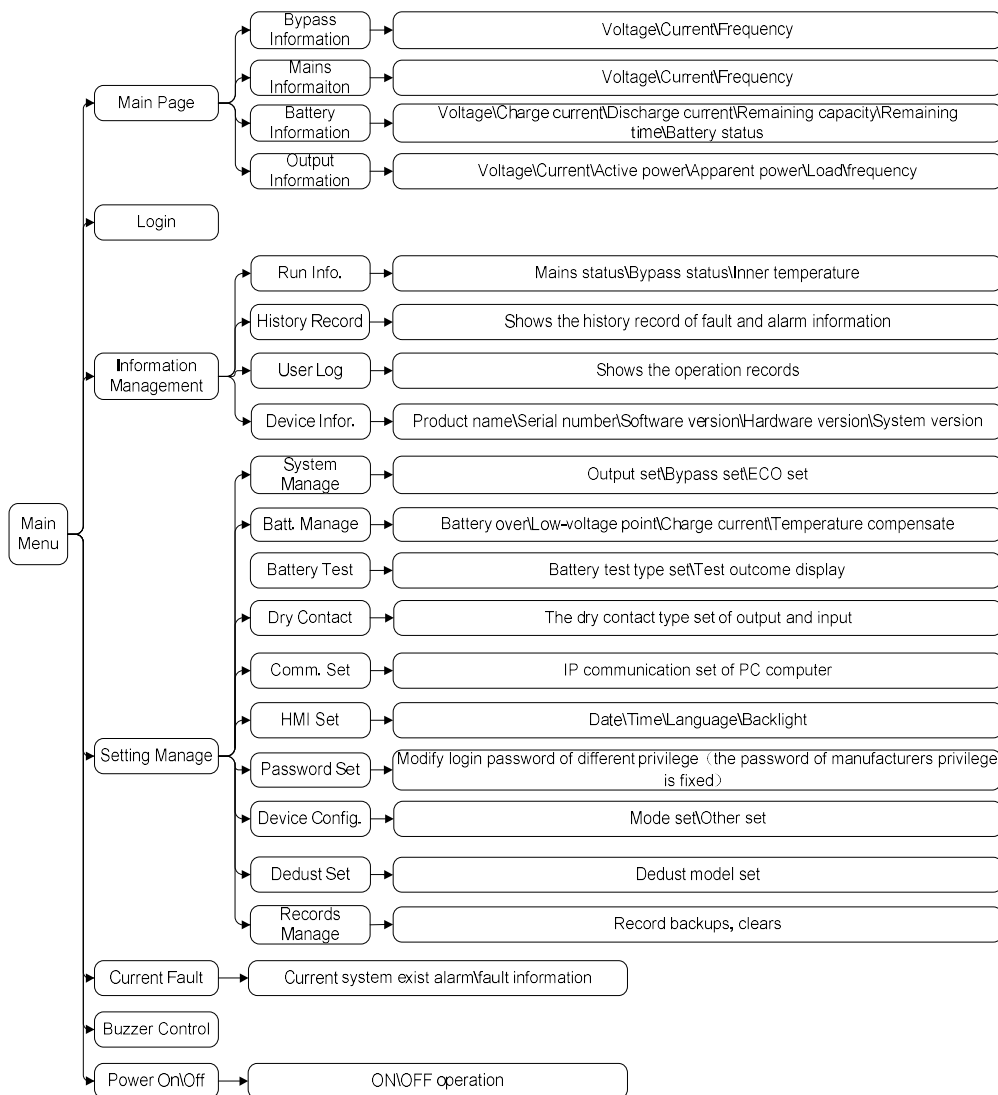 Bypass
Information
Voltage\Current\Frequency
Mains
Informaiton
Voltage\Current\Frequency
Main Page
Battery
Information
Voltage\Charge current\Discharge current\Remaining capacity\Remaining
time\Battery status
Output
Information
Voltage\Current\Active power\Apparent power\Load\frequency
Login
Run Info.
Mains status\Bypass status\Inner temperature
History Record
Shows the history record of fault and alarm information
Information
Management
User Log
Shows the operation records
Device Infor.
Product name\Serial number\Software version\Hardware version\System version
System
Manage
Output set\Bypass set\ECO set
Main
Menu
Batt. Manage
Battery over\Low-voltage point\Charge current\Temperature compensate
Battery Test
Battery test type set\Test outcome display
Dry Contact
The dry contact type set of output and input
Comm. Set
IP communication set of PC computer
HMI Set
Date\Time\Language\Backlight
Setting Manage
Password Set
Modify login password of different privilege（the password of manufacturers privilege
is fixed）
Device Config.
Mode set\Other set
Dedust Set
Dedust model set
Records
Manage
Record backups, clears
Current Fault
Current system exist alarm\fault information
Buzzer Control
Power On\Off
ON\OFF operation